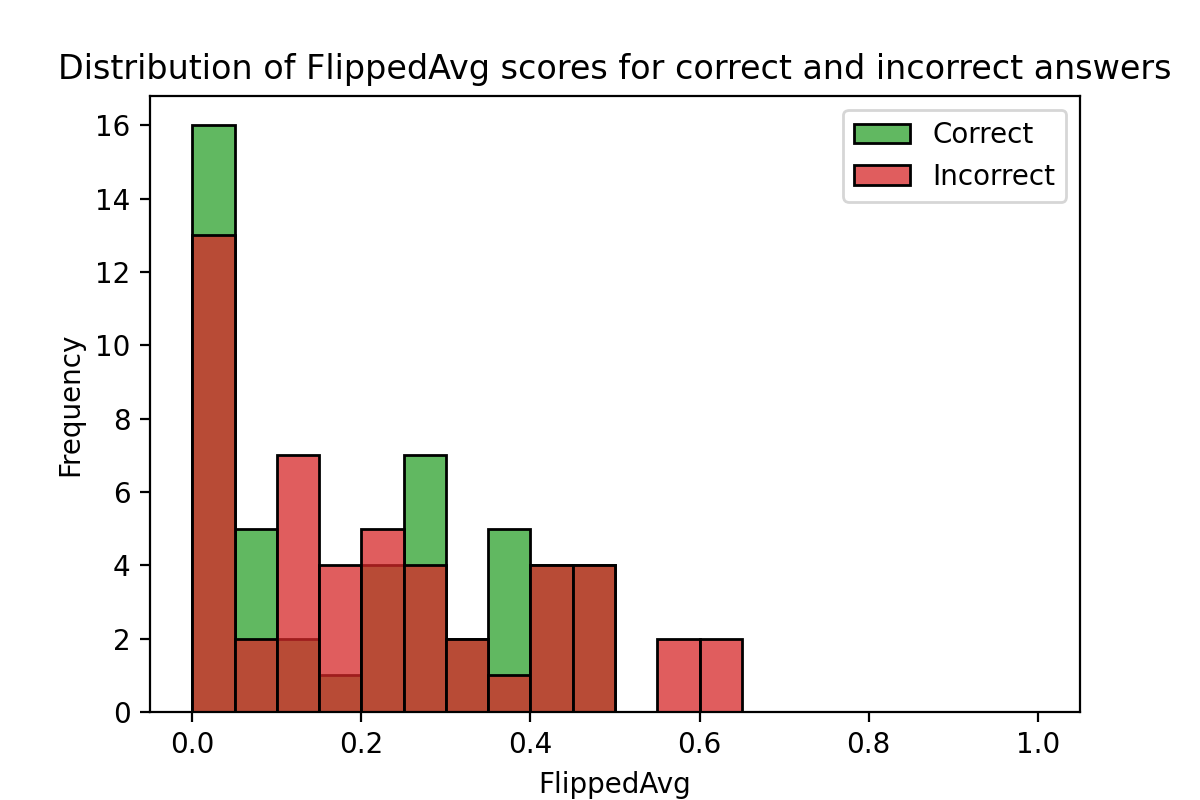 Distribution of FlippedAvg scores for correct and incorrect answers
Correct
Incorrect
16
14
12
10
8
6
4
2
0
Frequency
0.0 0.2 0.4 0.6 0.8 1.0
FlippedAvg